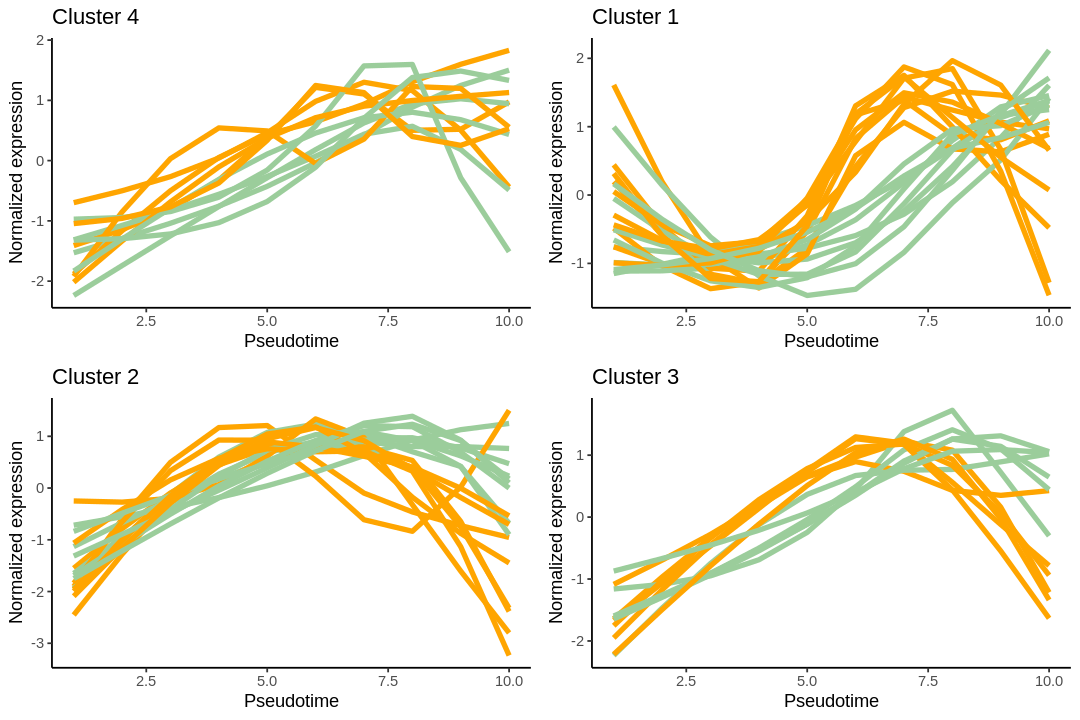 Cluster 4
Normalized expression
2
1
0
-1
-2
2.5 5.0 7.5 10.0
Pseudotime
Cluster 1
Normalized expression
2
1
0
-1
2.5 5.0 7.5 10.0
Pseudotime
Cluster 2
Normalized expression
1
0
-1
-2
-3
2.5 5.0 7.5 10.0
Pseudotime
Cluster 3
Normalized expression
1
0
-1
-2
2.5 5.0 7.5 10.0
Pseudotime